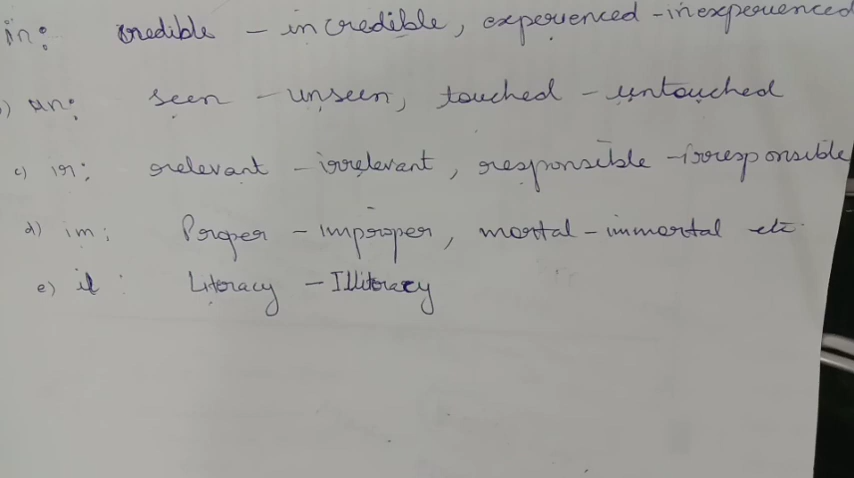 in: credible - incredible, experienced - inexperienced
) un: seen - unseen, touched - untouched
c) ir: relevant - irrelevant, responsible - irresponsible
d) im: Proper - improper, mortal - immortal etc.
e) il : Literacy - Illiteracy